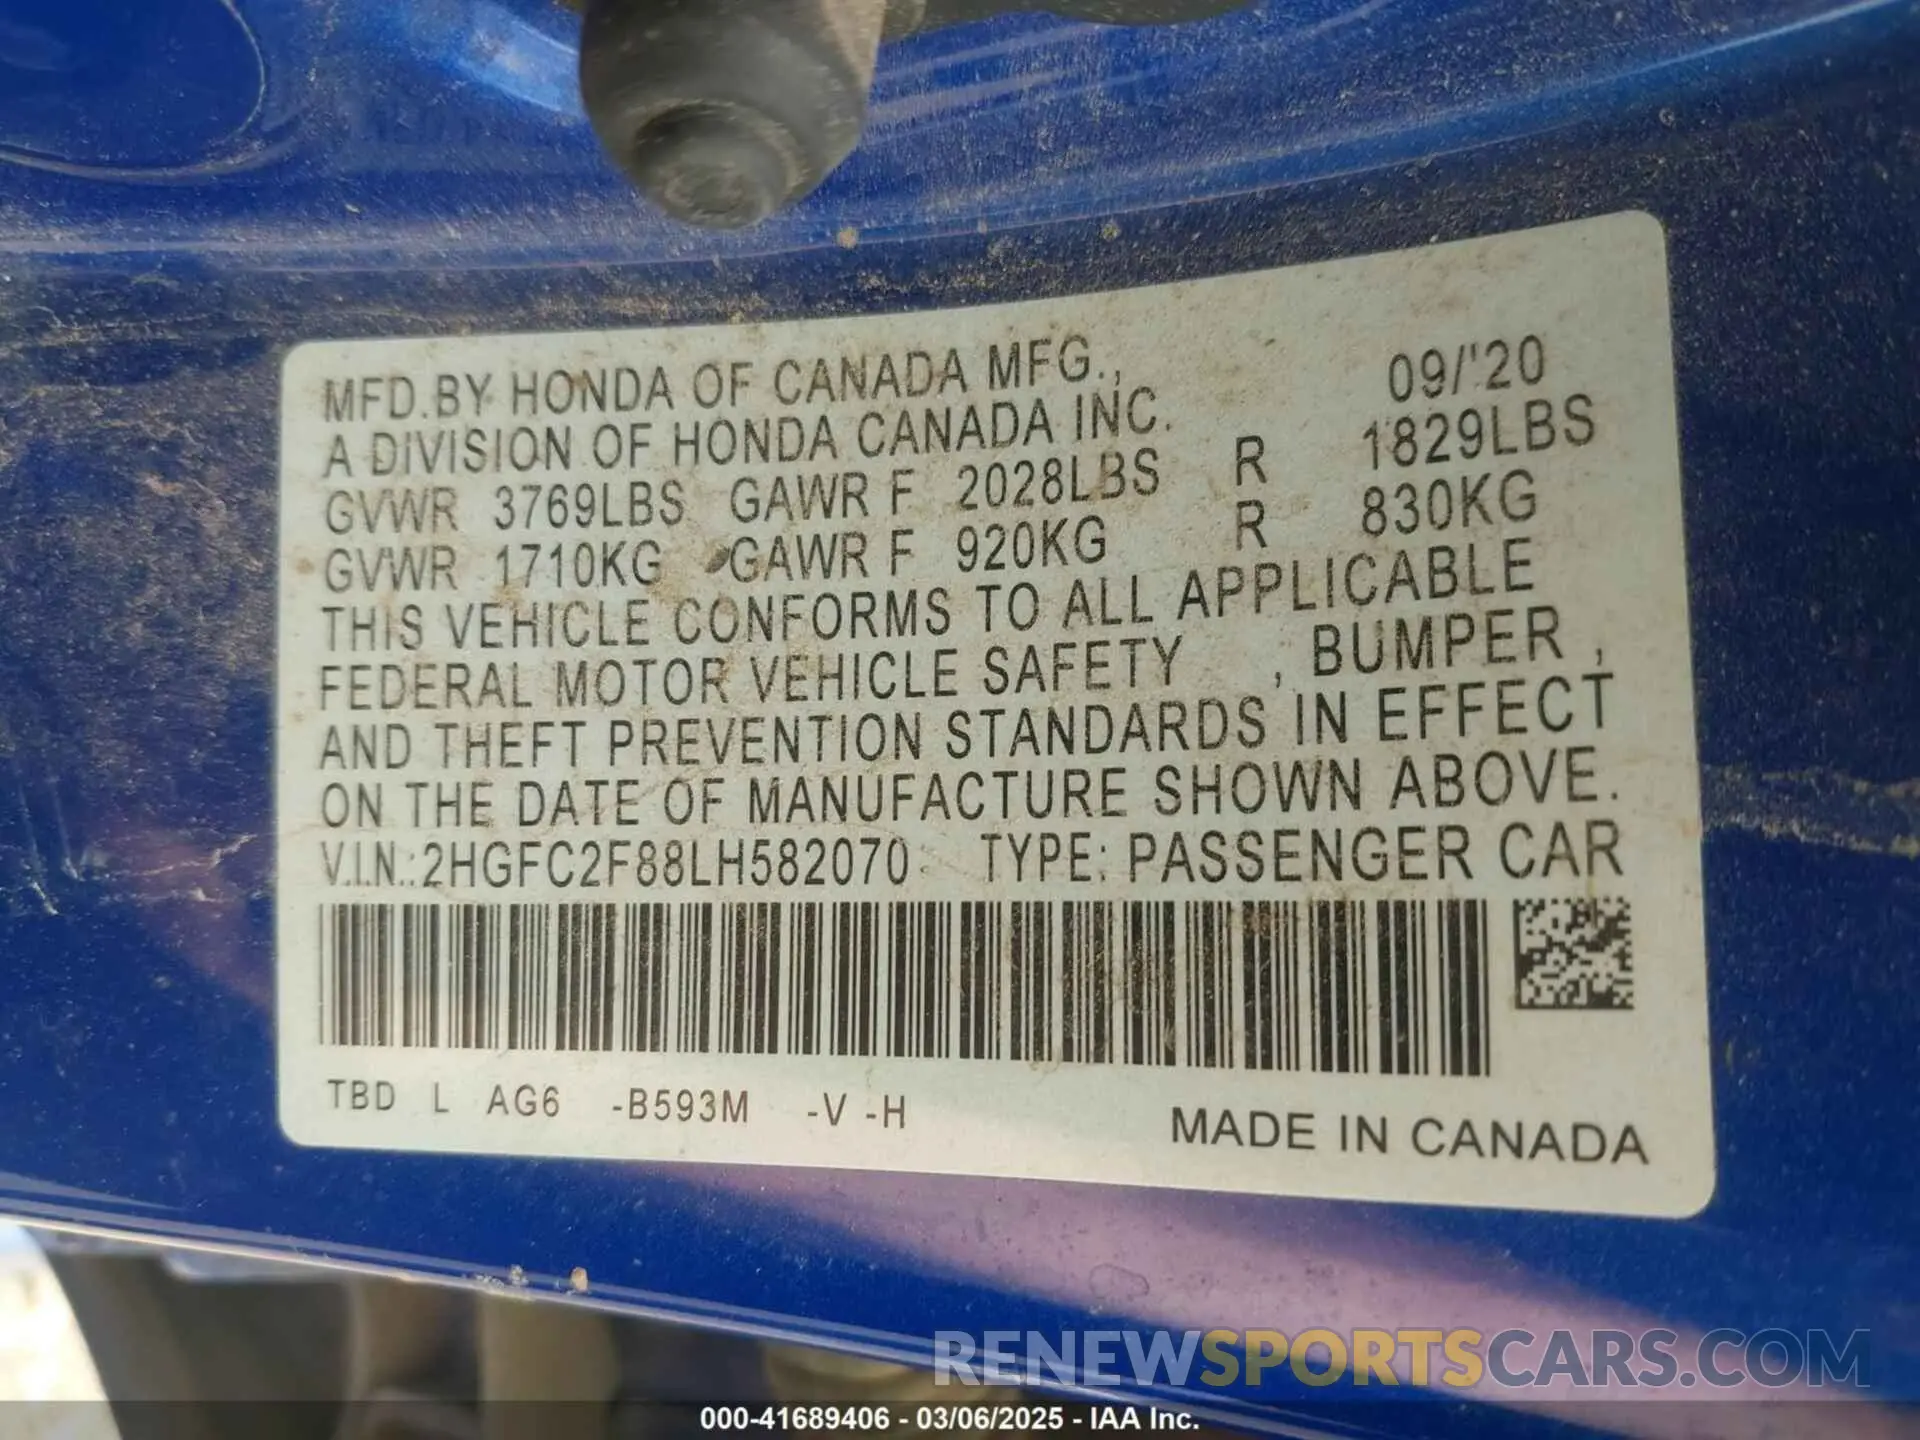 MFD.BY HONDA OF CANADA MFG., 09/'20
A DIVISION OF HONDA CANADA INC.
GVWR 3769LBS GAWR F 2028LBS R 1829LBS
GVWR 1710KG GAWR F 920KG R 830KG
THIS VEHICLE CONFORMS TO ALL APPLICABLE
FEDERAL MOTOR VEHICLE SAFETY , BUMPER ,
AND THEFT PREVENTION STANDARDS IN EFFECT
ON THE DATE OF MANUFACTURE SHOWN ABOVE.
V.I.N.:2HGFC2F88LH582070 TYPE: PASSENGER CAR
TBD L AG6 -B593M -V -H
MADE IN CANADA
RENEWSPORTSCARS.COM
000-41689406 - 03/06/2025 - IAA Inc.